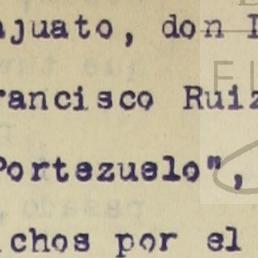 ajuato, don
rancisco Ruiz
Portezuelo",
chos por el